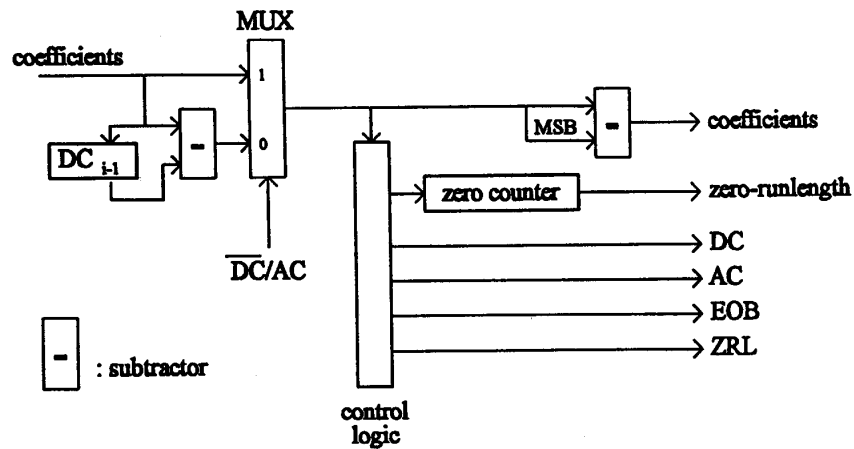 MUX
coefficients
1
0
-
DC i-1
D̅C̅/AC
MSB
-
coefficients
zero counter
zero-runlength
DC
AC
EOB
ZRL
-
: subtractor
control
logic